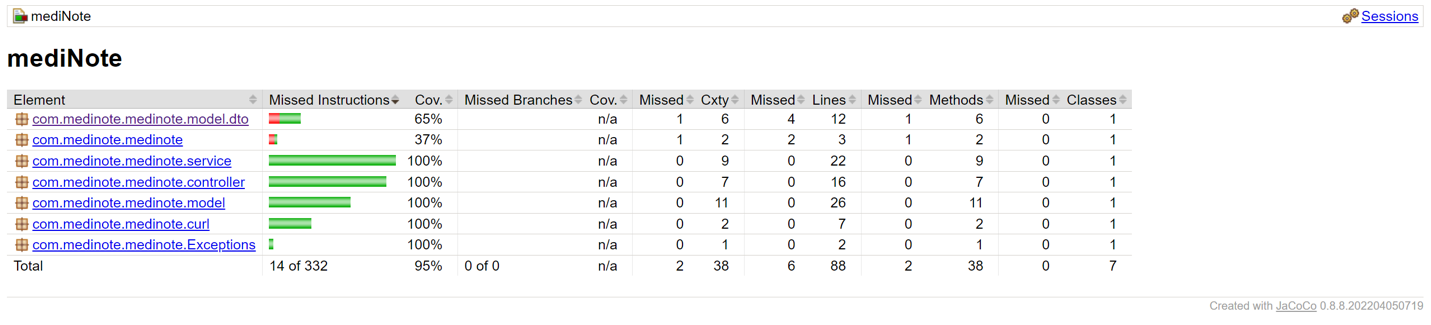 mediNote Sessions
mediNote
Element Missed Instructions Cov. Missed Branches Cov. Missed Cxty Missed Lines Missed Methods Missed Classes
com.medinote.medinote.model.dto 65% n/a 1 6 4 12 1 6 0 1
com.medinote.medinote 37% n/a 1 2 2 3 1 2 0 1
com.medinote.medinote.service 100% n/a 0 9 0 22 0 9 0 1
com.medinote.medinote.controller 100% n/a 0 7 0 16 0 7 0 1
com.medinote.medinote.model 100% n/a 0 11 0 26 0 11 0 1
com.medinote.medinote.curl 100% n/a 0 2 0 7 0 2 0 1
com.medinote.medinote.Exceptions 100% n/a 0 1 0 2 0 1 0 1
Total 14 of 332 95% 0 of 0 n/a 2 38 6 88 2 38 0 7
Created with JaCoCo 0.8.8.202204050719